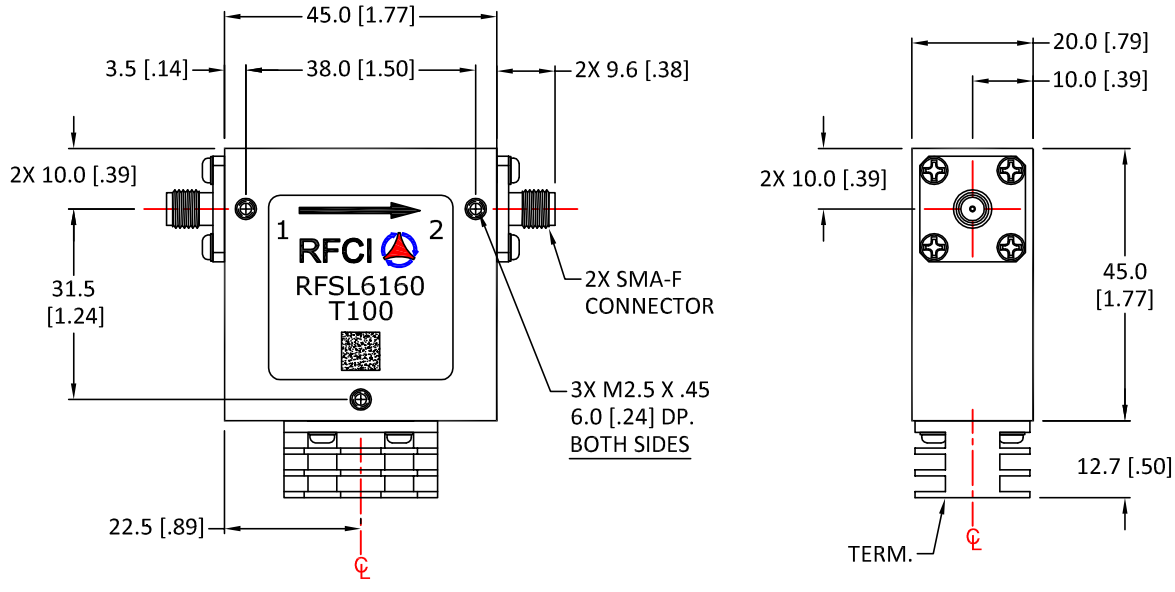 45.0 [1.77]
3.5 [.14]
38.0 [1.50]
2X 9.6 [.38]
2X 10.0 [.39]
31.5
[1.24]
1
2
RFCI
RFSL6160
T100
2X SMA-F
CONNECTOR
3X M2.5 X .45
6.0 [.24] DP.
BOTH SIDES
22.5 [.89]
CL
20.0 [.79]
10.0 [.39]
2X 10.0 [.39]
45.0
[1.77]
12.7 [.50]
TERM.
CL